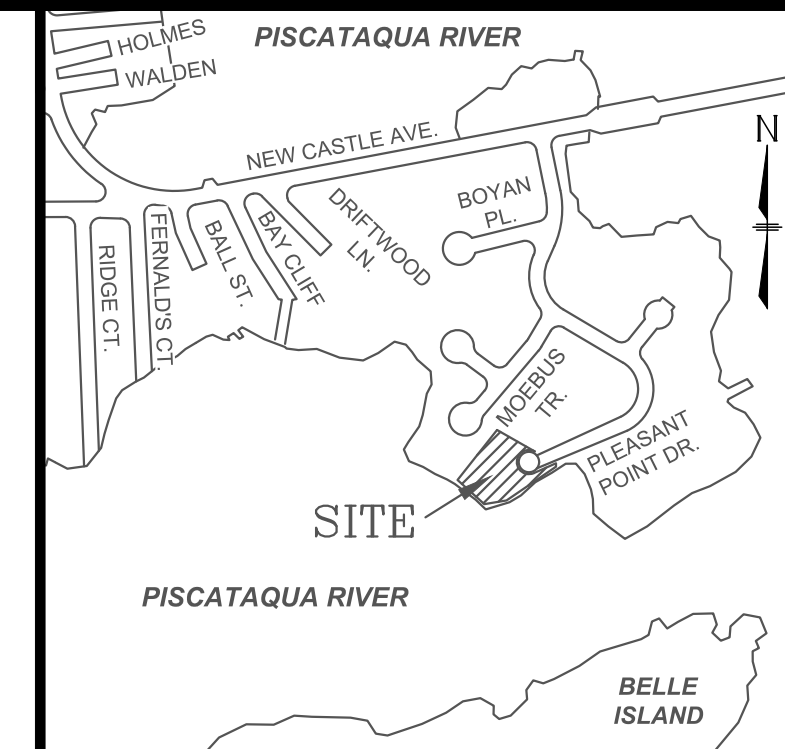 PISCATAQUA RIVER
HOLMES
WALDEN
N
NEW CASTLE AVE.
DRIFTWOOD
LN.
BOYAN
PL.
RIDGE CT.
FERNALD'S CT.
BALL ST.
BAY CLIFF
MOEBUS
TR.
PLEASANT
POINT DR.
SITE
PISCATAQUA RIVER
BELLE
ISLAND